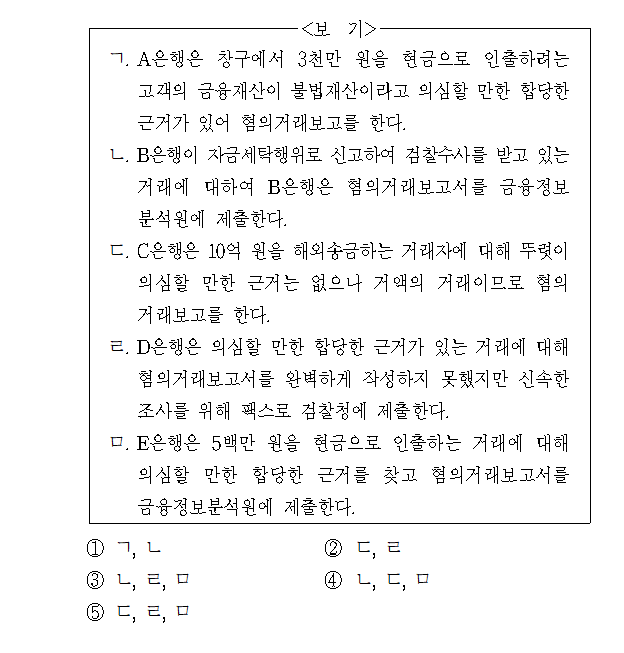 <보 기>
ㄱ. A은행은 창구에서 3천만 원을 현금으로 인출하려는
고객의 금융재산이 불법재산이라고 의심할 만한 합당한
근거가 있어 혐의거래보고를 한다.
ㄴ. B은행이 자금세탁행위로 신고하여 검찰수사를 받고 있는
거래에 대하여 B은행은 혐의거래보고서를 금융정보
분석원에 제출한다.
ㄷ. C은행은 10억 원을 해외송금하는 거래자에 대해 뚜렷이
의심할 만한 근거는 없으나 거액의 거래이므로 혐의
거래보고를 한다.
ㄹ. D은행은 의심할 만한 합당한 근거가 있는 거래에 대해
혐의거래보고서를 완벽하게 작성하지 못했지만 신속한
조사를 위해 팩스로 검찰청에 제출한다.
ㅁ. E은행은 5백만 원을 현금으로 인출하는 거래에 대해
의심할 만한 합당한 근거를 찾고 혐의거래보고서를
금융정보분석원에 제출한다.
① ㄱ, ㄴ ② ㄷ, ㄹ
③ ㄴ, ㄹ, ㅁ ④ ㄴ, ㄷ, ㅁ
⑤ ㄷ, ㄹ, ㅁ